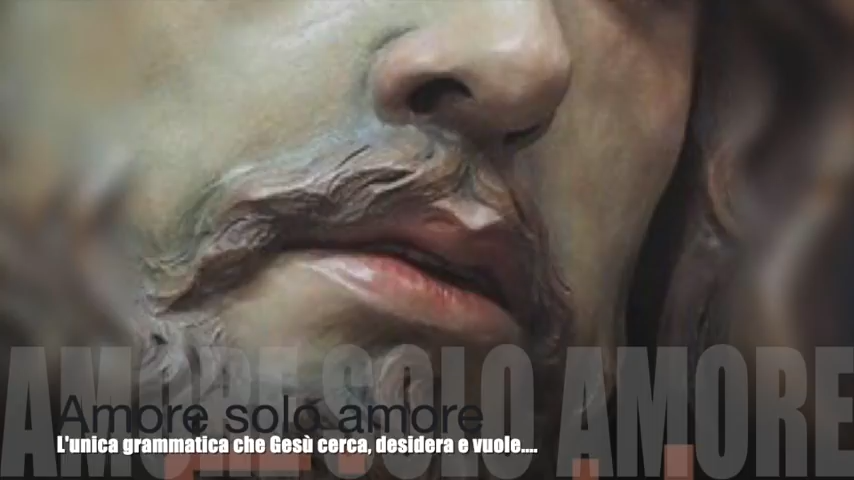 AMORE SOLO AMORE
Amore solo amore
L'unica grammatica che Gesù cerca, desidera e vuole....